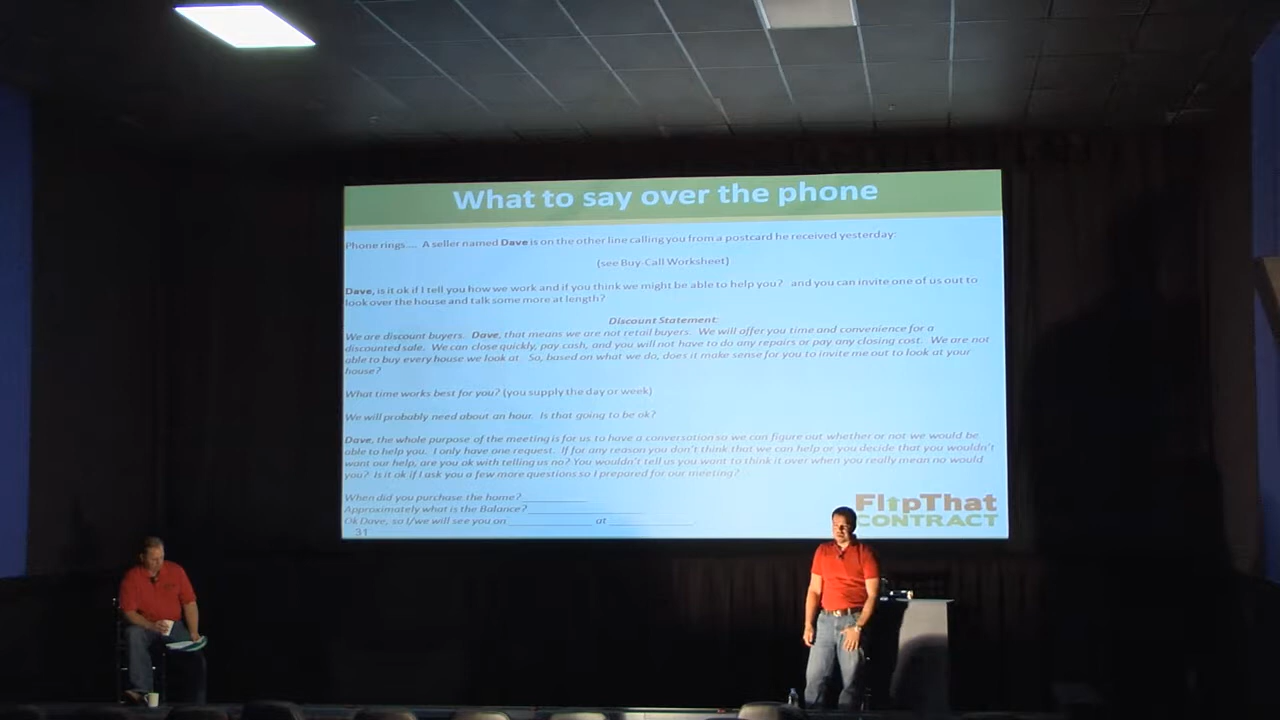 What to say over the phone
Phone rings.... A seller named Dave is on the other line calling you from a postcard he received yesterday:
(see Buy-Call Worksheet)
Dave, is it ok if I tell you how we work and if you think we might be able to help you? and you can invite one of us out to
look over the house and talk some more at length?
Discount Statement:
We are discount buyers. Dave, that means we are not retail buyers. We will offer you time and convenience for a
discounted sale. We can close quickly, pay cash, and you will not have to do any repairs or pay any closing cost. We are not
able to buy every house we look at. So, based on what we do, does it make sense for you to invite me out to look at your
house?
What time works best for you? (you supply the day or week)
We will probably need about an hour. Is that going to be ok?
Dave, the whole purpose of the meeting is for us to have a conversation so we can figure out whether or not we would be
able to help you. I only have one request. If for any reason you don't think that we can help or you decide that you wouldn't
want our help, are you ok with telling us no? You wouldn't tell us you want to think it over when you really mean no would
you? Is it ok if I ask you a few more questions so I prepared for our meeting?
When did you purchase the home?____________
Approximately what is the Balance?____________
Ok Dave, so I/we will see you on____________ at ____________.
31
FlipThat
CONTRACT